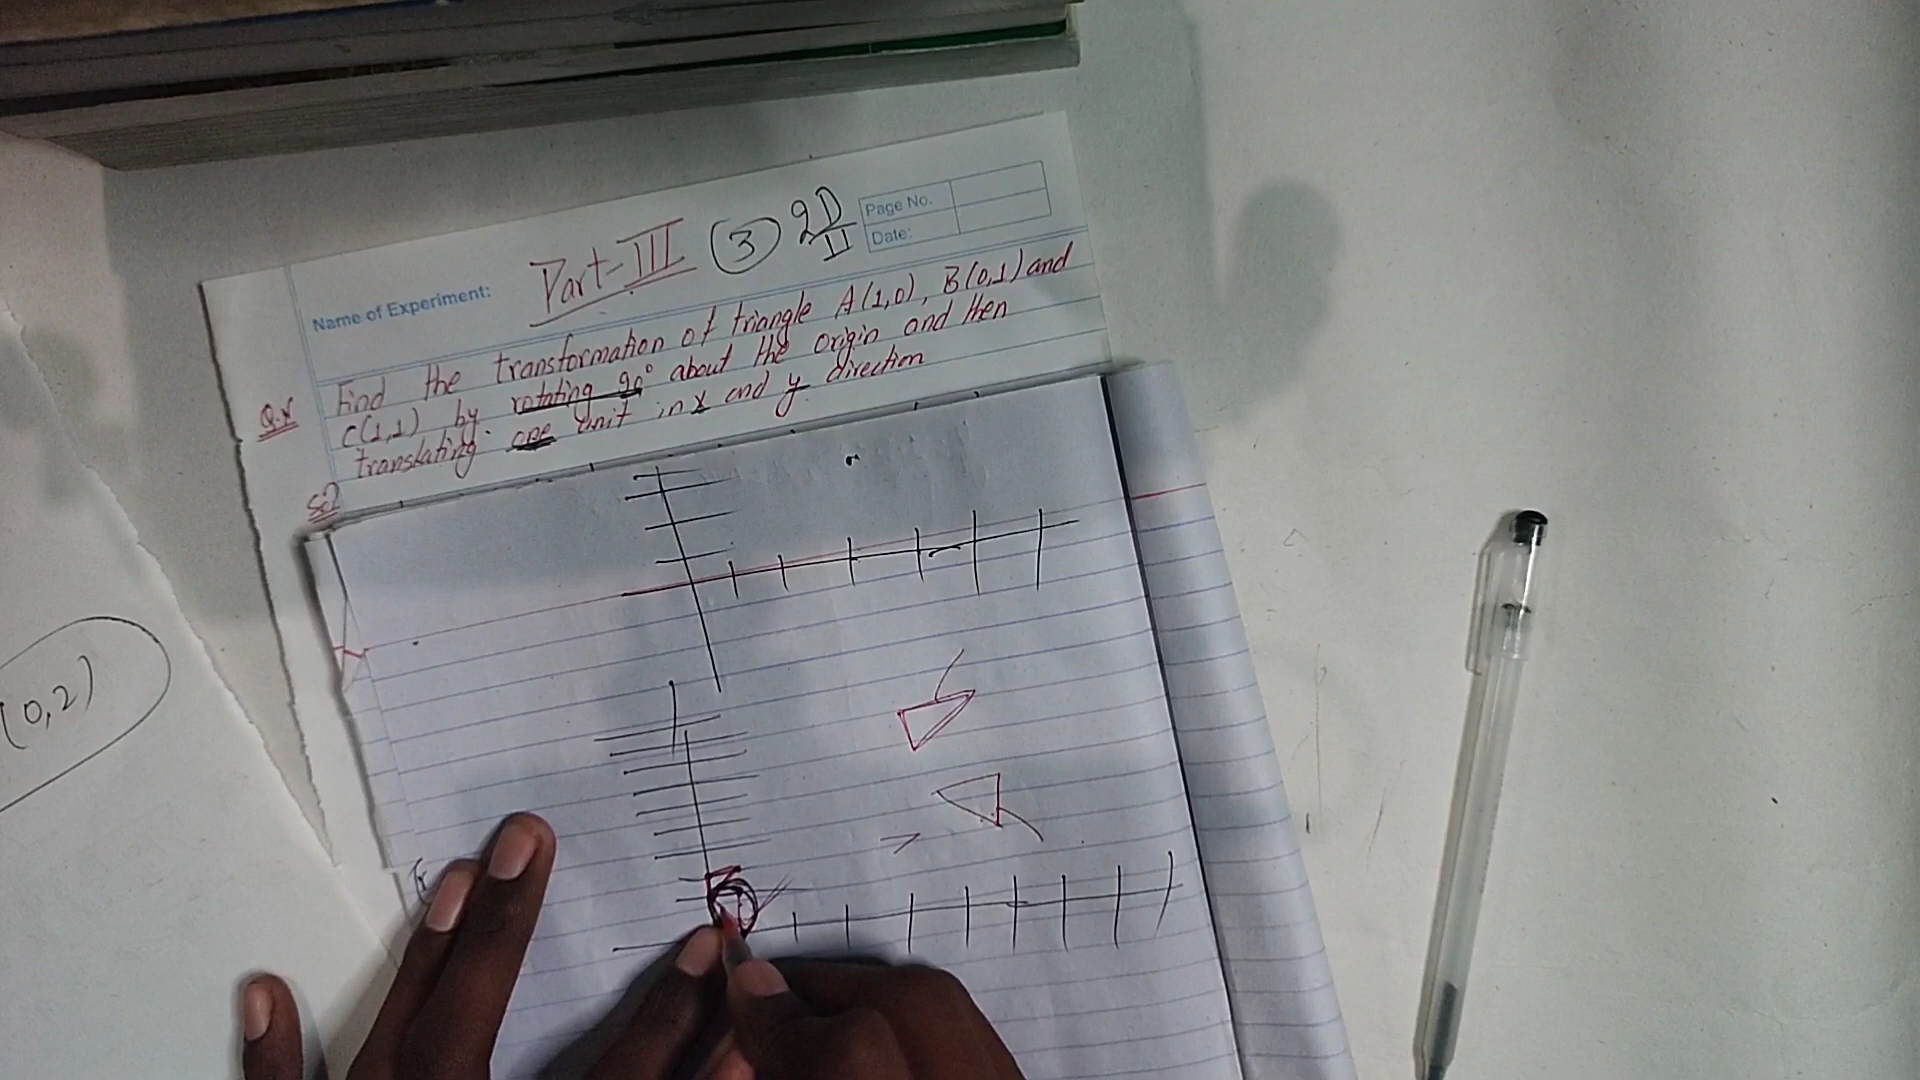 Part-III 3 2D/II
Page No.
Date:
Name of Experiment:
Find the transformation of triangle A(1,0), B(0,1) and
C(1,1) by rotating 90° about the origin and then
translating one unit in x and y direction
(0,2)